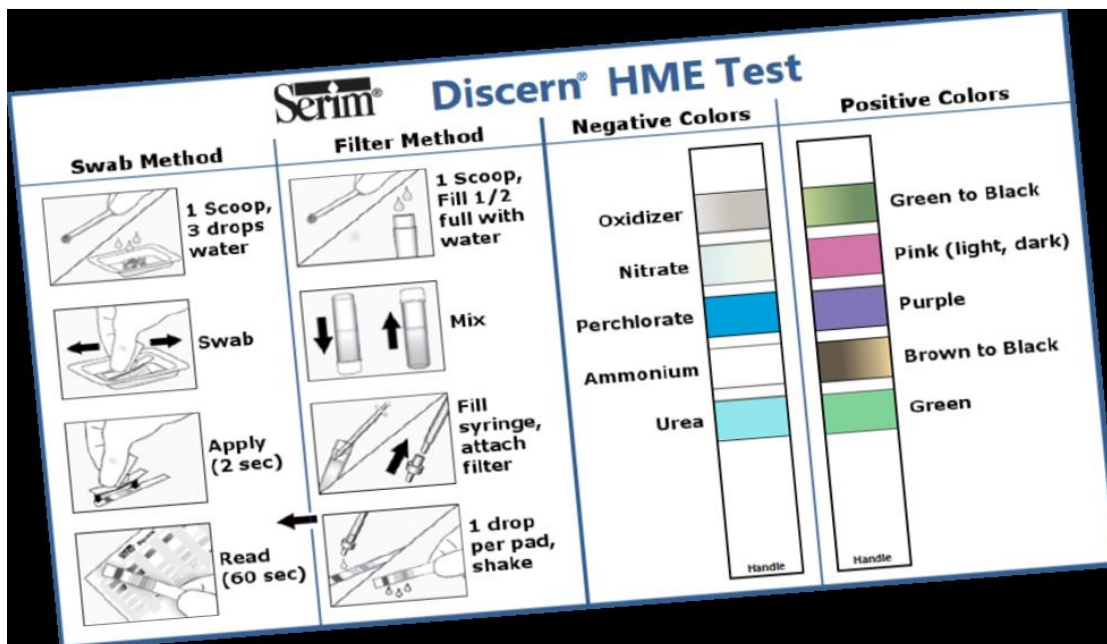 Serim®
Discern® HME Test
Swab Method
1 Scoop,
3 drops
water
Swab
Apply
(2 sec)
Read
(60 sec)
Filter Method
1 Scoop,
Fill 1/2
full with
water
Mix
Fill
syringe,
attach
filter
1 drop
per pad,
shake
Negative Colors
Oxidizer
Nitrate
Perchlorate
Ammonium
Urea
Handle
Positive Colors
Green to Black
Pink (light, dark)
Purple
Brown to Black
Green
Handle